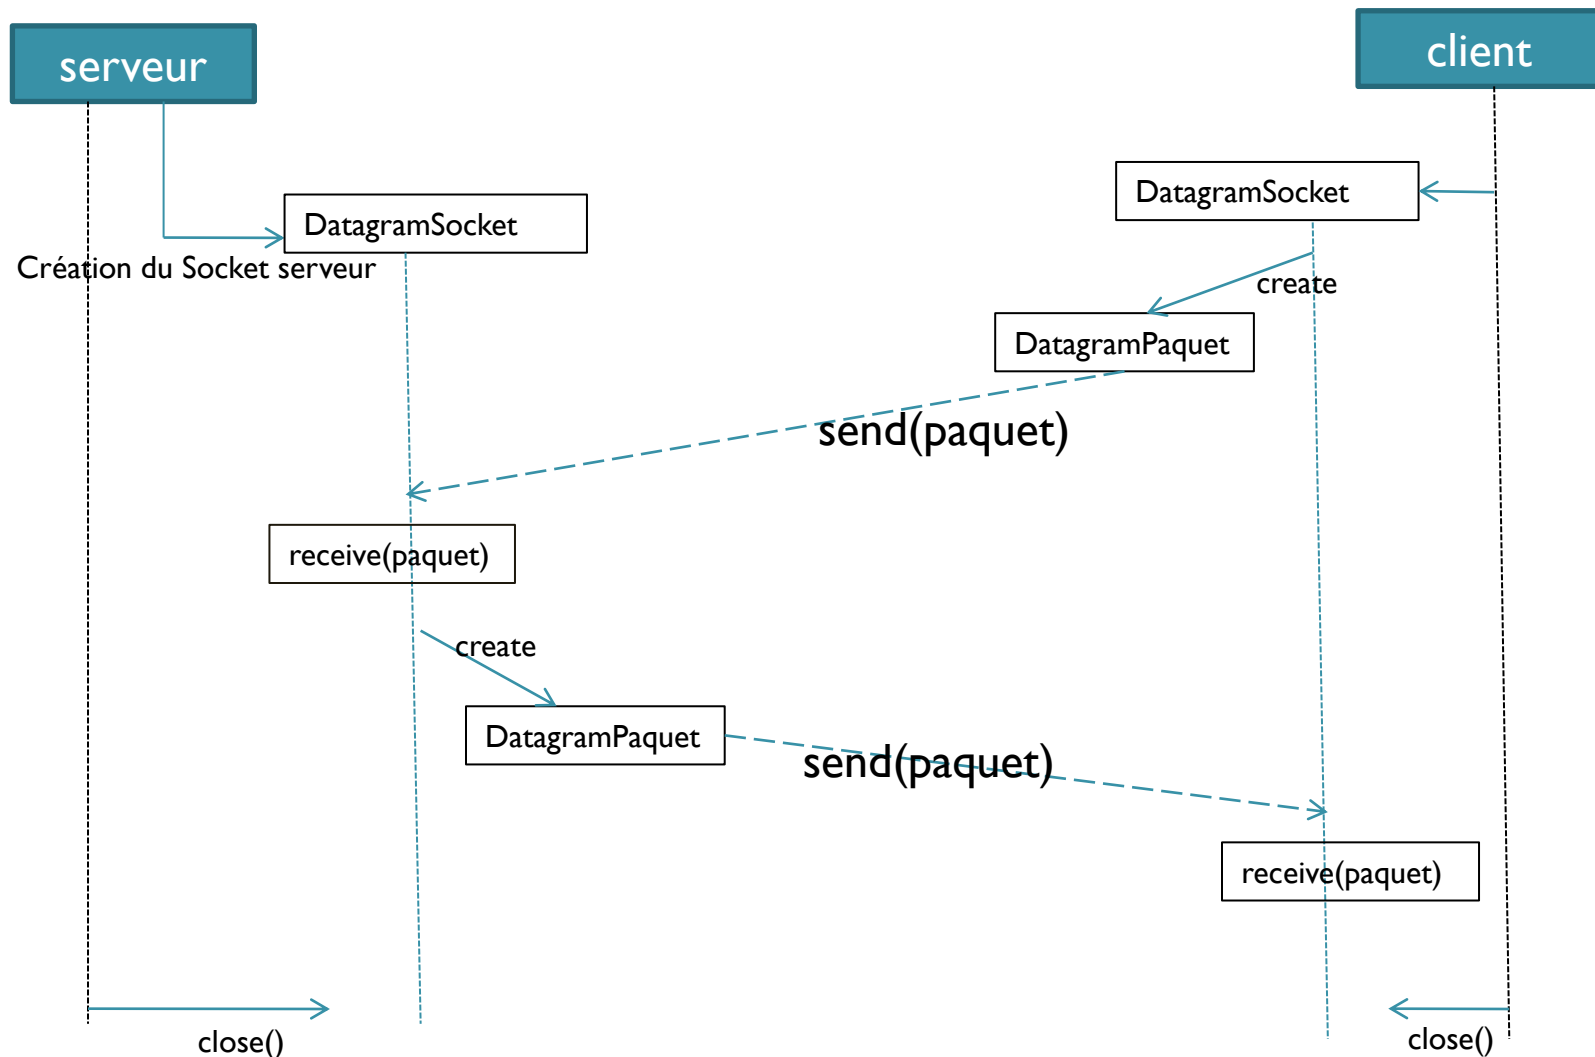 serveur
client
DatagramSocket
DatagramSocket
Création du Socket serveur
create
DatagramPaquet
send(paquet)
receive(paquet)
create
DatagramPaquet
send(paquet)
receive(paquet)
close()
close()